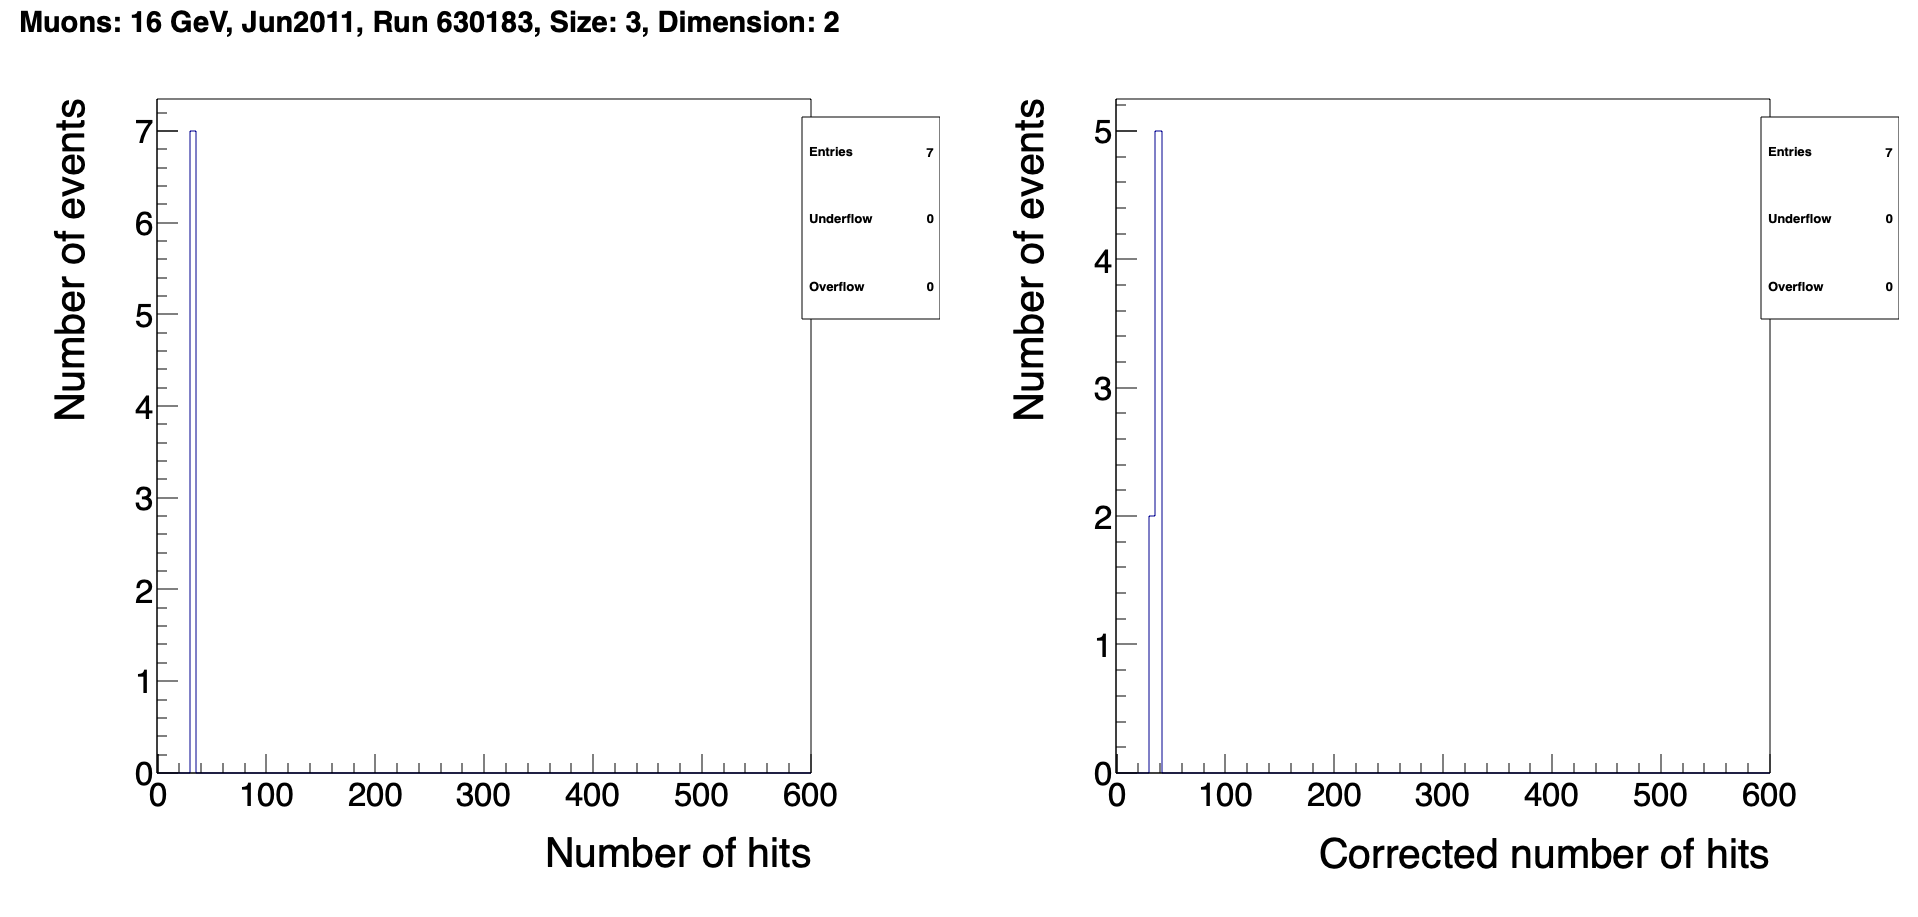 Muons: 16 GeV, Jun2011, Run 630183, Size: 3, Dimension: 2
Number of events
7
6
5
4
3
2
1
0
0 100 200 300 400 500 600
Number of hits
Entries 7
Underflow 0
Overflow 0
Number of events
5
4
3
2
1
0
0 100 200 300 400 500 600
Corrected number of hits
Entries 7
Underflow 0
Overflow 0